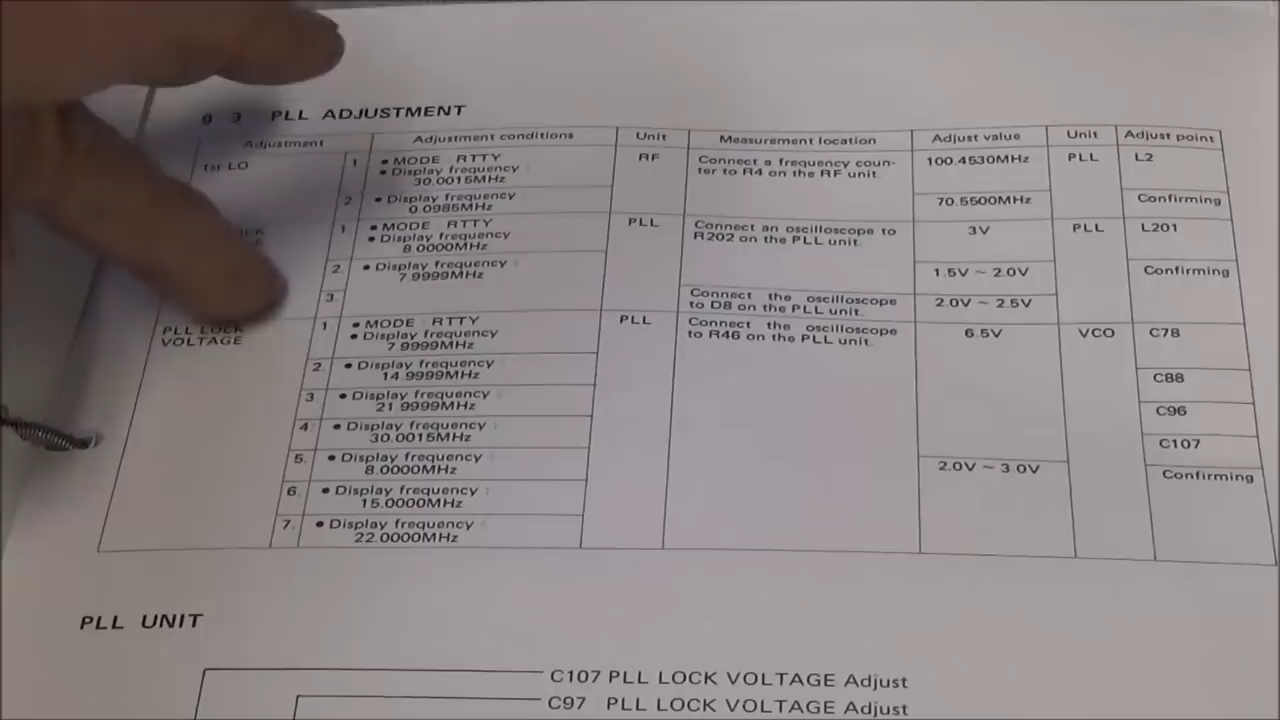 9 3 PLL ADJUSTMENT
Adjustment Adjustment conditions Unit Measurement location Adjust value Unit Adjust point
1st LO 1 • MODE : RTTY RF Connect a frequency coun- 100.4530MHz PLL L2
• Display frequency : ter to R4 on the RF unit.
30.0015MHz
2 • Display frequency : 70.5500MHz Confirming
0.0985MHz
1 • MODE : RTTY PLL Connect an oscilloscope to 3V PLL L201
• Display frequency : R202 on the PLL unit.
8.0000MHz
2. • Display frequency : 1.5V ~ 2.0V Confirming
7.9999MHz
3. Connect the oscilloscope 2.0V ~ 2.5V
to D8 on the PLL unit.
PLL LOCK 1 • MODE : RTTY PLL Connect the oscilloscope 6.5V VCO C78
VOLTAGE • Display frequency : to R46 on the PLL unit.
7.9999MHz
2. • Display frequency : C88
14.9999MHz
3 • Display frequency : C96
21.9999MHz
4. • Display frequency : C107
30.0015MHz
5. • Display frequency : 2.0V ~ 3.0V Confirming
8.0000MHz
6. • Display frequency :
15.0000MHz
7. • Display frequency :
22.0000MHz
PLL UNIT
C107 PLL LOCK VOLTAGE Adjust
C97 PLL LOCK VOLTAGE Adjust